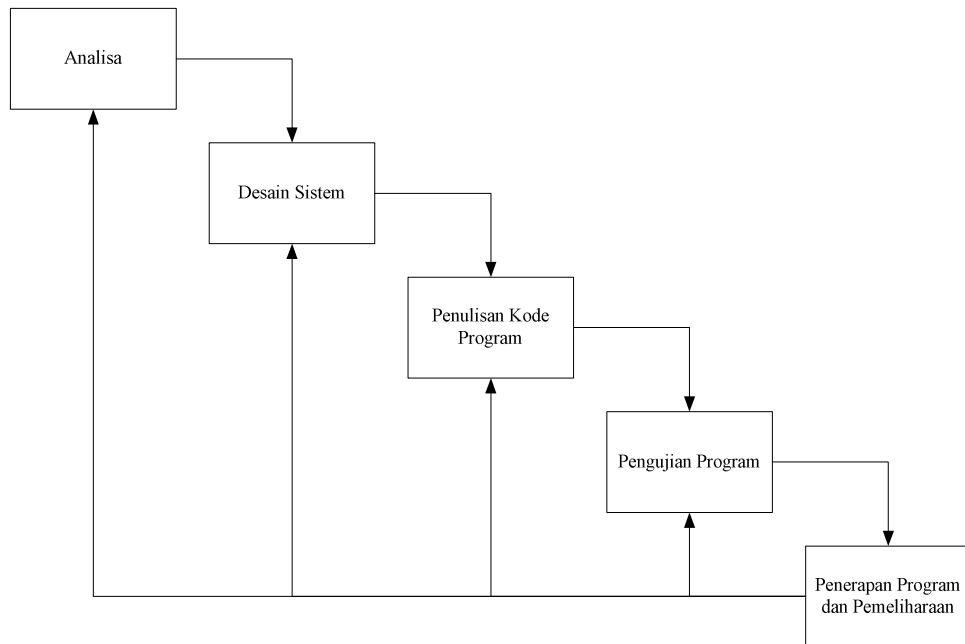 Analisa
Desain Sistem
Penulisan Kode
Program
Pengujian Program
Penerapan Program
dan Pemeliharaan